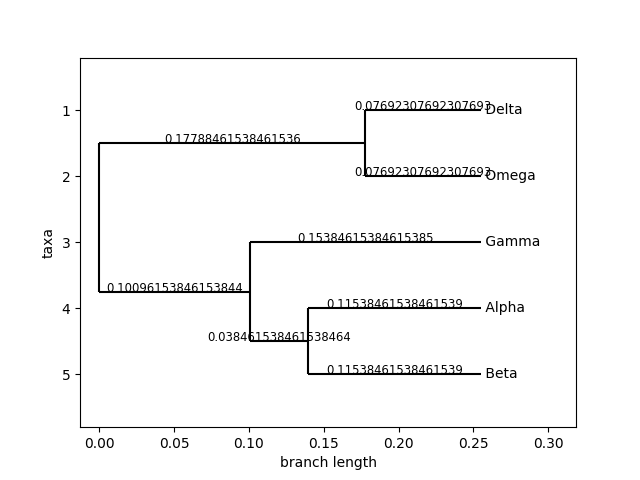 0.07692307692307693
Delta
0.17788461538461536
0.07692307692307693
Omega
0.15384615384615385
Gamma
0.10096153846153844
0.11538461538461539
Alpha
0.038461538461538464
0.11538461538461539
Beta
1
2
3
4
5
taxa
0.00 0.05 0.10 0.15 0.20 0.25 0.30
branch length